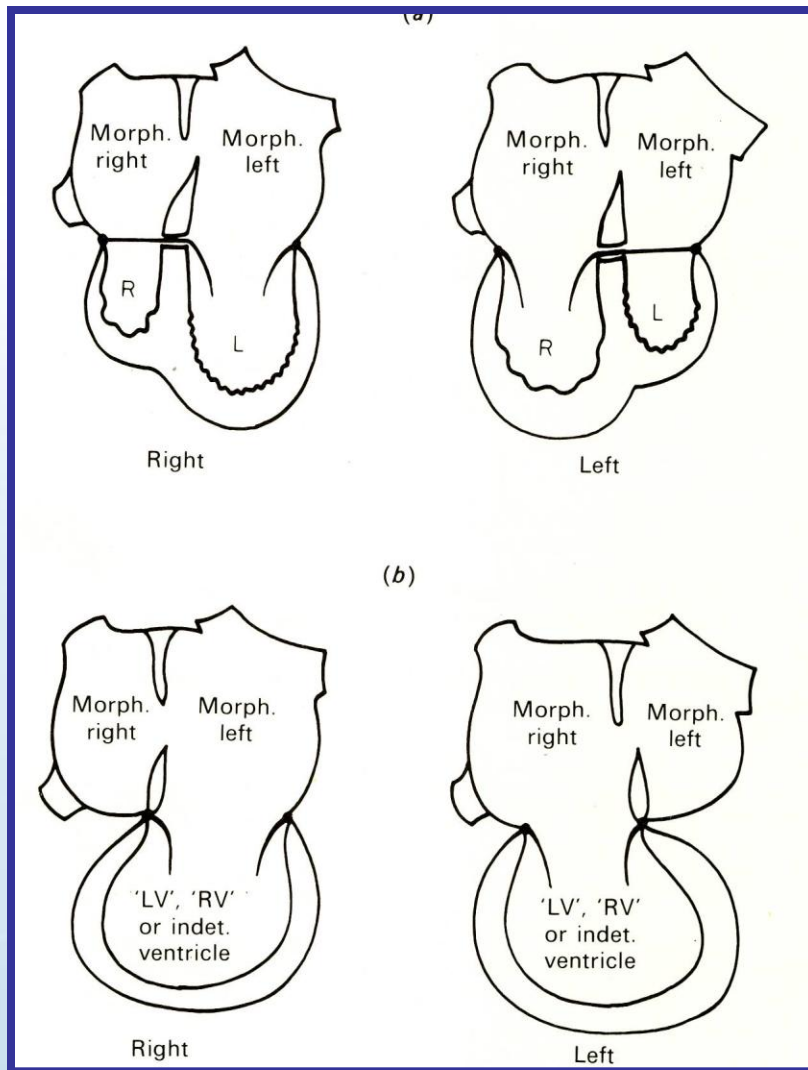 (a)
Morph.
right
Morph.
left
R
L
Right
Morph.
right
Morph.
left
R
L
Left
(b)
Morph.
right
Morph.
left
'LV', 'RV'
or indet.
ventricle
Right
Morph.
right
Morph.
left
'LV', 'RV'
or indet.
ventricle
Left